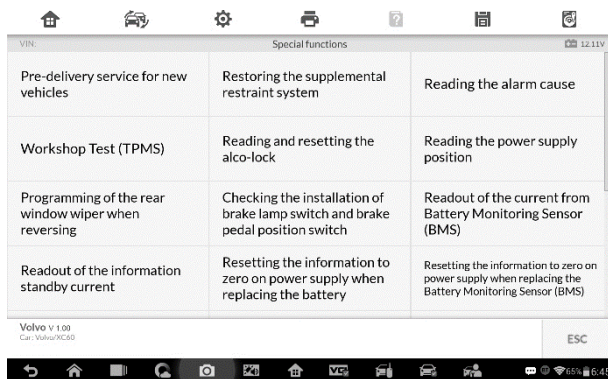 VIN:
Special functions
12.11V
Pre-delivery service for new
vehicles
Restoring the supplemental
restraint system
Reading the alarm cause
Workshop Test (TPMS)
Reading and resetting the
alco-lock
Reading the power supply
position
Programming of the rear
window wiper when
reversing
Checking the installation of
brake lamp switch and brake
pedal position switch
Readout of the current from
Battery Monitoring Sensor
(BMS)
Readout of the information
standby current
Resetting the information to
zero on power supply when
replacing the battery
Resetting the information to zero on
power supply when replacing the
Battery Monitoring Sensor (BMS)
Volvo V 1.00
Car: Volvo/XC60
ESC
65% 6:45